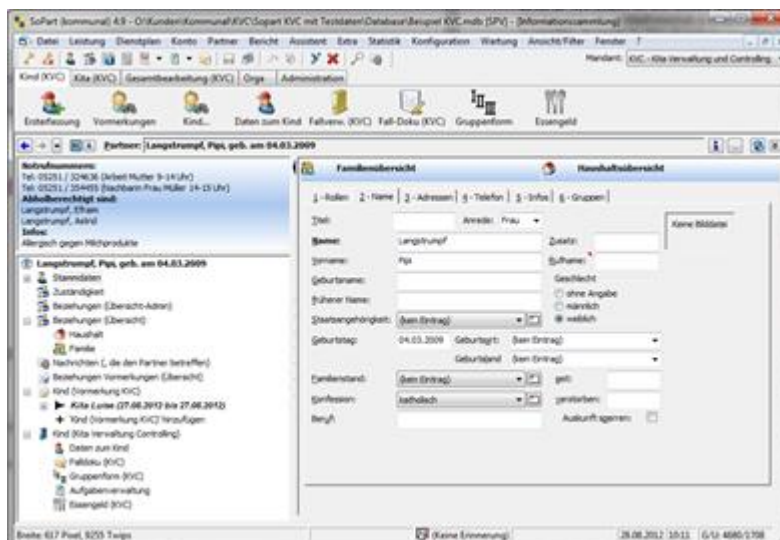 SoPart (kommunal) 4.9 - O:\Kunden\Kommunal\KVC\Sopart KVC mit Testdaten\Database\Beispiel KVC.mdb [SPV] - [Informationssammlung]
Datei Leistung Dienstplan Konto Partner Bericht Assistent Extra Statistik Konfiguration Wartung Ansicht/Filter Fenster ?
Mandant: KVC - Kita Verwaltung und Controlling
Kind (KVC) Kita (KVC) Gesamtbearbeitung (KVC) Orga Administration
Ersterfassung Vormerkungen Kind... Daten zum Kind Fallverw. (KVC) Fall-Doku (KVC) Gruppenform Essengeld
Partner: Langstrumpf, Pipi, geb. am 04.03.2009
Notrufnummern:
Tel: 05251 / 324636 (Arbeit Mutter 9-14 Uhr)
Tel: 05251 / 354455 (Nachbarin Frau Müller 14-15 Uhr)
Abholberechtigt sind:
Langstrumpf, Efraim
Langstrumpf, Astrid
Infos:
Allergisch gegen Milchprodukte
Langstrumpf, Pipi, geb. am 04.03.2009
Stammdaten
Zuständigkeit
Beziehungen (Übersicht-Admin)
Beziehungen (Übersicht)
Haushalt
Familie
Nachrichten (, die den Partner betreffen)
Beziehungen Vormerkungen (Übersicht)
Kind (Vormerkung KVC)
Kita Luise (27.08.2012 bis 27.08.2012)
Kind (Vormerkung KVC) hinzufügen
Kind (Kita Verwaltung Controlling)
Daten zum Kind
Falldoku (KVC)
Gruppenform (KVC)
Aufgabenverwaltung
Essengeld (KVC)
Familienübersicht Haushaltsübersicht
1 - Rollen 2 - Name 3 - Adressen 4 - Telefon 5 - Infos 6 - Gruppen
Titel: Anrede: Frau
Keine Bilddatei
Name: Langstrumpf Zusatz:
Vorname: Pipi Rufname:
Geburtsname: Geschlecht
ohne Angabe
Früherer Name: männlich
Staatsangehörigkeit: (kein Eintrag) weiblich
Geburtstag: 04.03.2009 Geburtsort: (kein Eintrag)
Geburtsland (kein Eintrag)
Familienstand: (kein Eintrag) seit:
Konfession: katholisch verstorben:
Beruf: Auskunft sperren:
Breite: 617 Pixel, 9255 Twips (Keine Erinnerung) 28.08.2012 10:11 G/U: 4680/1708